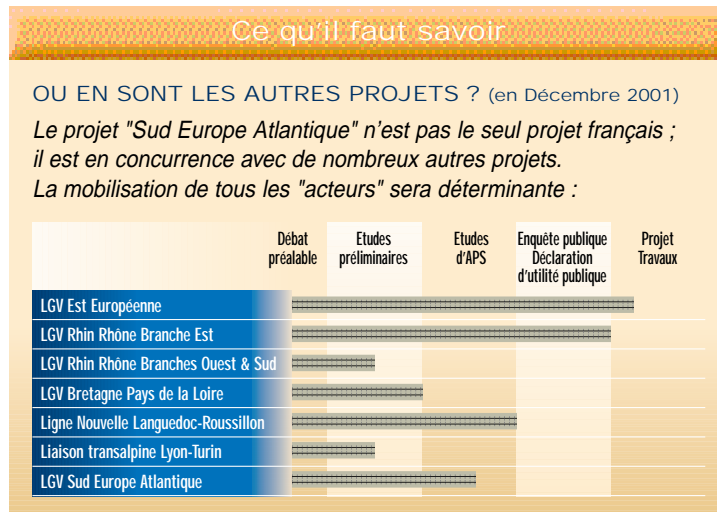 Ce qu'il faut savoir
OU EN SONT LES AUTRES PROJETS ? (en Décembre 2001)
Le projet "Sud Europe Atlantique" n'est pas le seul projet français ;
il est en concurrence avec de nombreux autres projets.
La mobilisation de tous les "acteurs" sera déterminante :
Débat
préalable
Etudes
préliminaires
Etudes
d'APS
Enquête publique
Déclaration
d'utilité publique
Projet
Travaux
LGV Est Européenne
LGV Rhin Rhône Branche Est
LGV Rhin Rhône Branches Ouest & Sud
LGV Bretagne Pays de la Loire
Ligne Nouvelle Languedoc-Roussillon
Liaison transalpine Lyon-Turin
LGV Sud Europe Atlantique